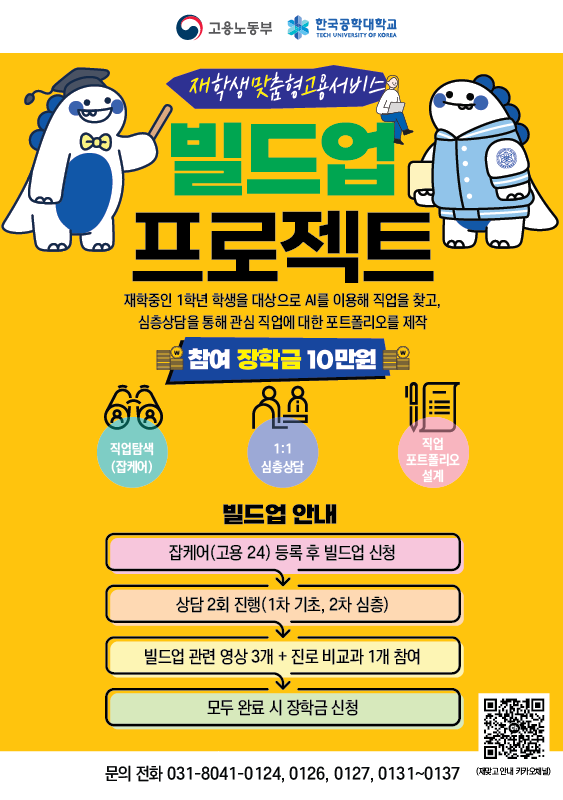 고용노동부
한국공학대학교
TECH UNIVERSITY OF KOREA
재학생맞춤형고용서비스
빌드업
프로젝트
재학중인 1학년 학생을 대상으로 AI를 이용해 직업을 찾고,
심층상담을 통해 관심 직업에 대한 포트폴리오를 제작
참여 장학금 10만원
직업탐색
(잡케어)
1:1
심층상담
직업
포트폴리오
설계
빌드업 안내
잡케어(고용 24) 등록 후 빌드업 신청
상담 2회 진행(1차 기초, 2차 심층)
빌드업 관련 영상 3개 + 진로 비교과 1개 참여
모두 완료 시 장학금 신청
문의 전화 031-8041-0124, 0126, 0127, 0131~0137
(재맞고 안내 카카오채널)